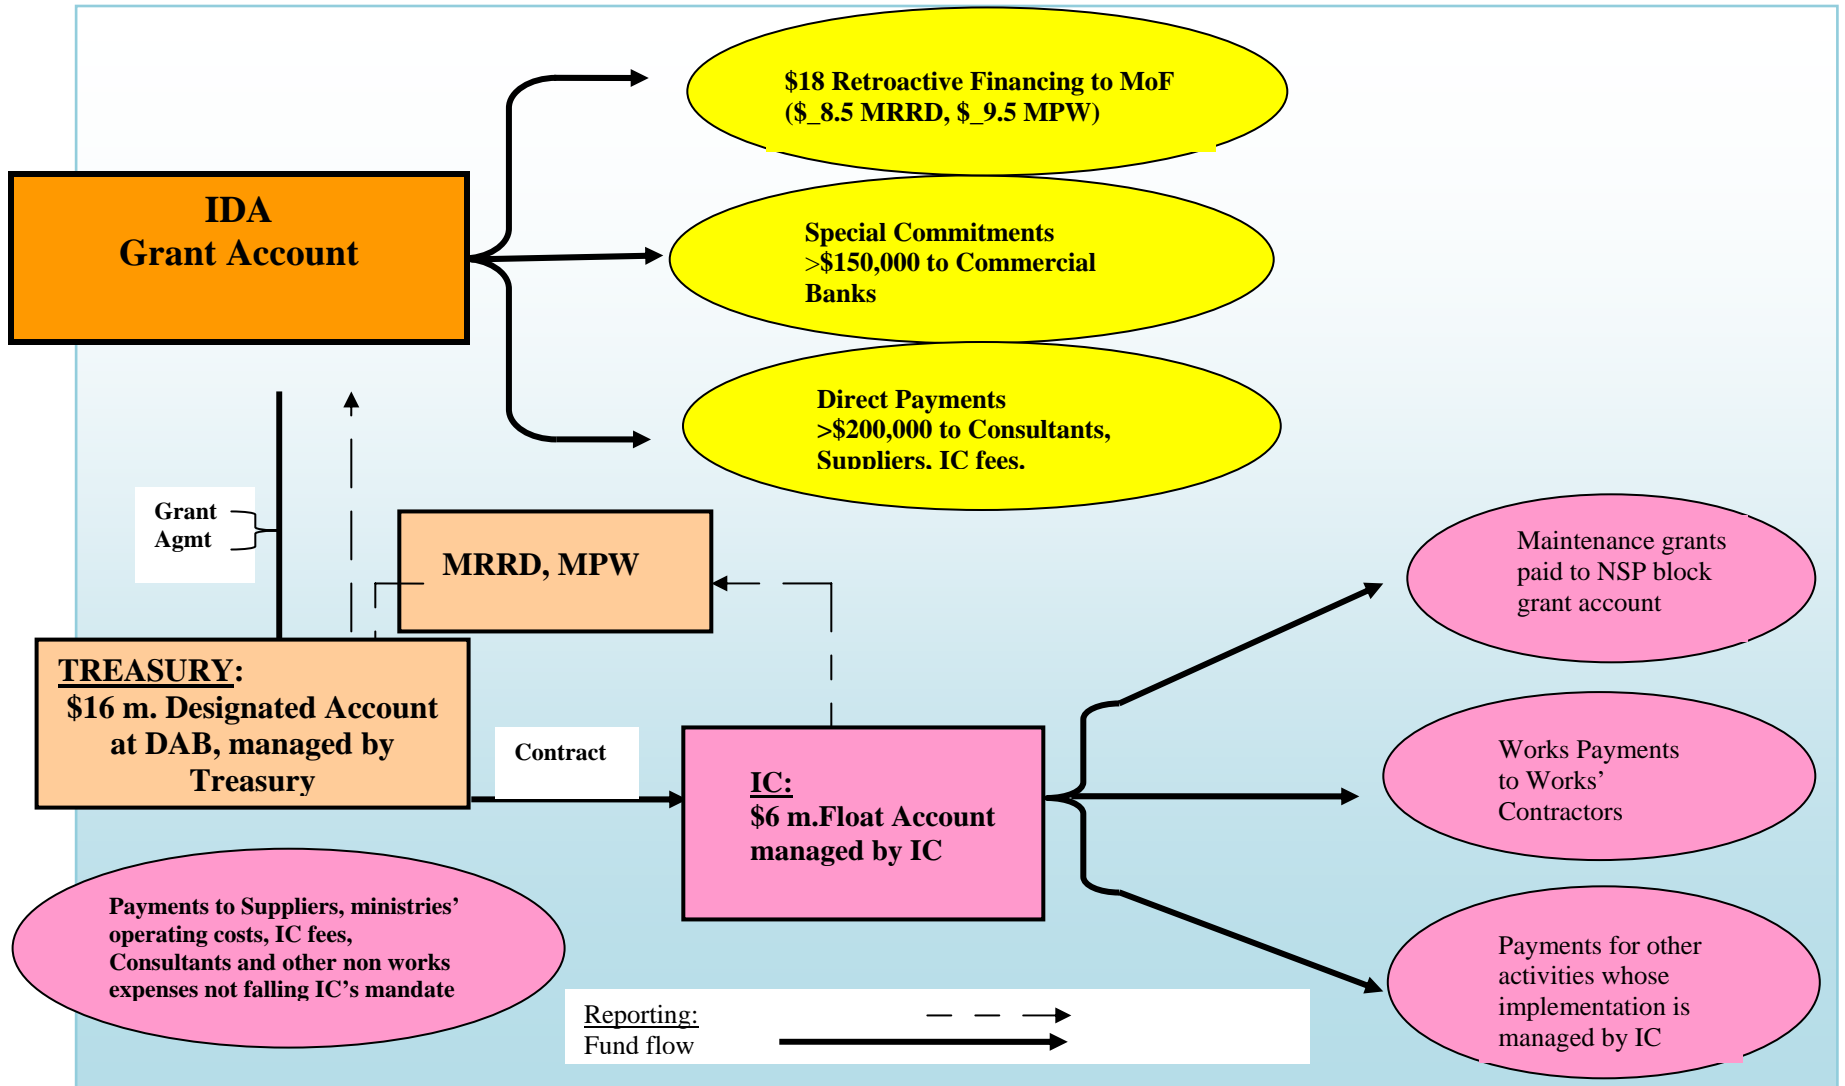 $18 Retroactive Financing to MoF
($_8.5 MRRD, $_9.5 MPW)
IDA
Grant Account
Special Commitments
>$150,000 to Commercial
Banks
Direct Payments
>$200,000 to Consultants,
Suppliers, IC fees,
Grant
Agmt
MRRD, MPW
Maintenance grants
paid to NSP block
grant account
TREASURY:
$16 m. Designated Account
at DAB, managed by
Treasury
Contract
IC:
$6 m.Float Account
managed by IC
Works Payments
to Works’
Contractors
Payments to Suppliers, ministries’
operating costs, IC fees,
Consultants and other non works
expenses not falling IC’s mandate
Payments for other
activities whose
implementation is
managed by IC
Reporting:
Fund flow